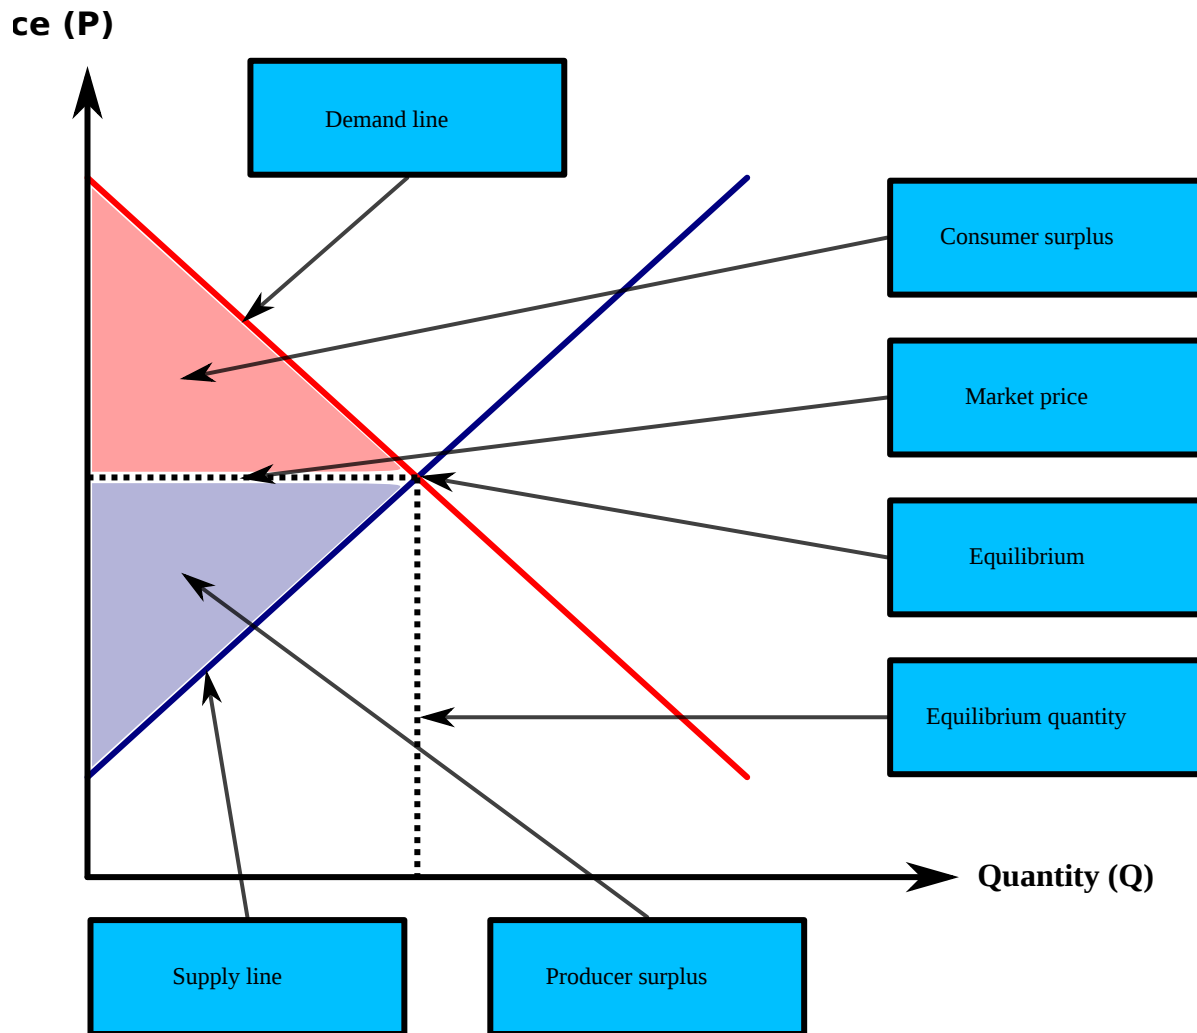 ce (P)
Demand line
Consumer surplus
Market price
Equilibrium
Equilibrium quantity
Quantity (Q)
Supply line
Producer surplus